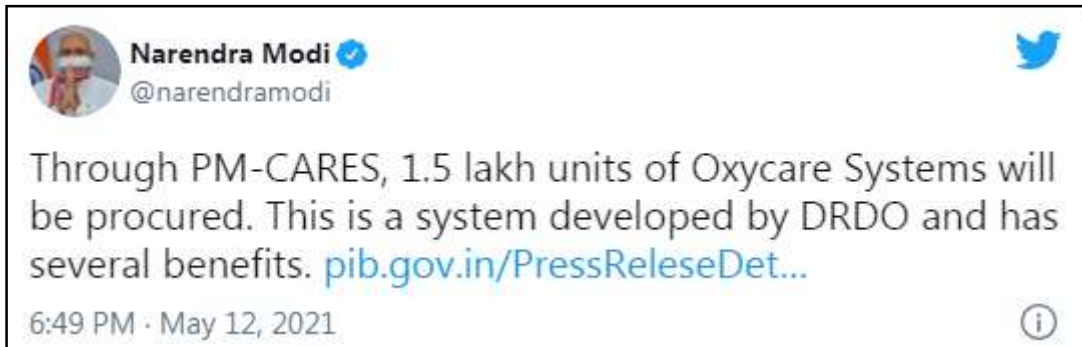 Narendra Modi
@narendramodi
Through PM-CARES, 1.5 lakh units of Oxycare Systems will
be procured. This is a system developed by DRDO and has
several benefits. pib.gov.in/PressReleseDet...
6:49 PM · May 12, 2021